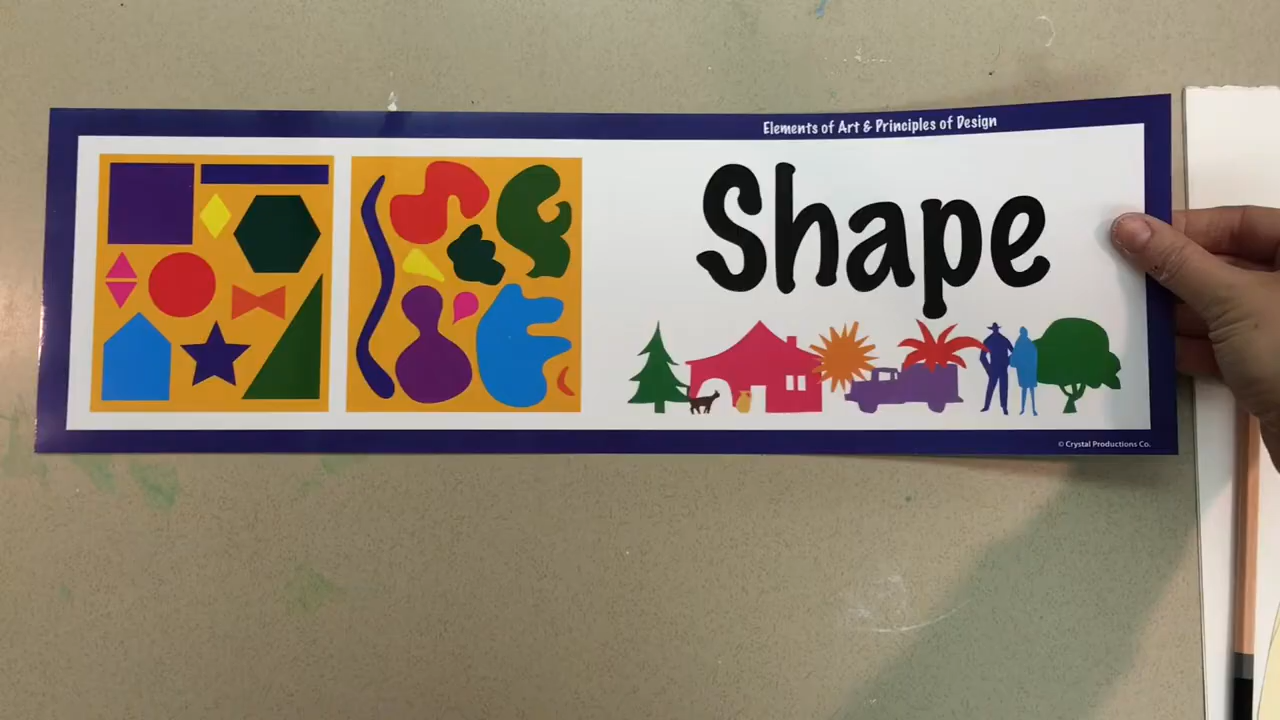 Elements of Art & Principles of Design
Shape
© Crystal Productions Co.